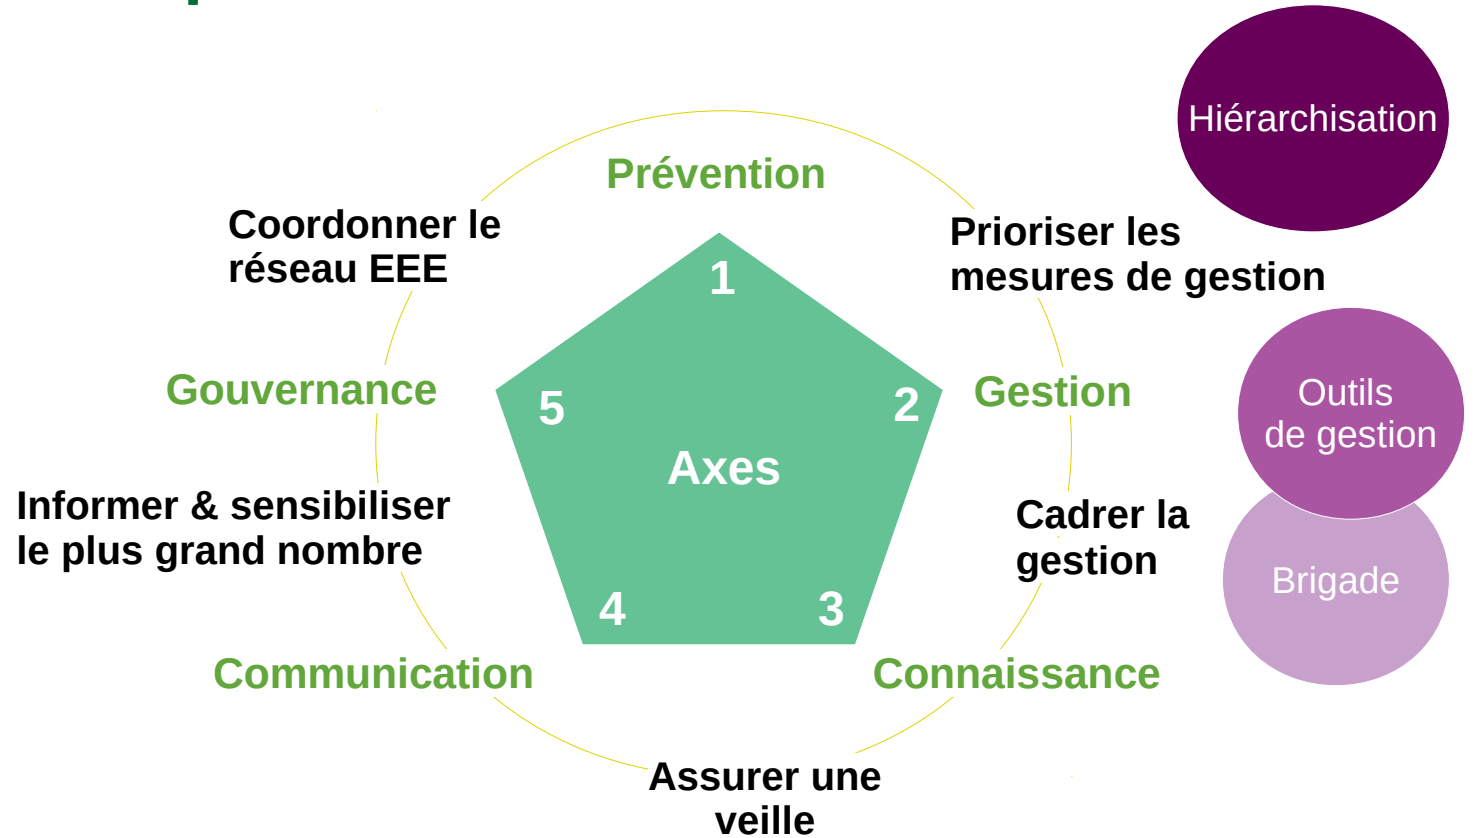 Hiérarchisation
Prévention
Coordonner le
réseau EEE
Prioriser les
mesures de gestion
1
Gouvernance
5
2
Gestion
Outils
de gestion
Axes
Informer & sensibiliser
le plus grand nombre
Cadrer la
gestion
Brigade
4
3
Communication
Connaissance
Assurer une
veille